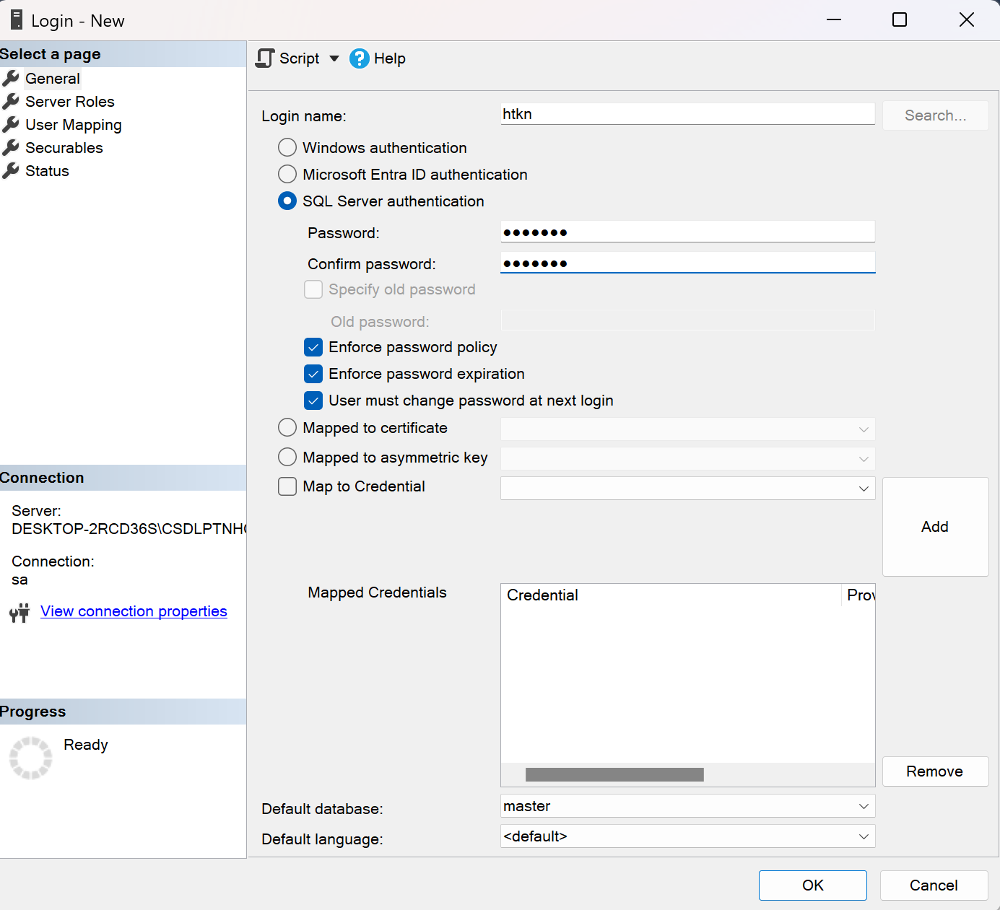 Login - New
Select a page
General
Server Roles
User Mapping
Securables
Status
Script
Help
Login name:
htkn
Search...
Windows authentication
Microsoft Entra ID authentication
SQL Server authentication
Password:
Confirm password:
Specify old password
Old password:
Enforce password policy
Enforce password expiration
User must change password at next login
Mapped to certificate
Mapped to asymmetric key
Map to Credential
Add
Mapped Credentials
Credential
Prov
Remove
Default database:
master
Default language:
<default>
Connection
Server:
DESKTOP-2RCD36S\CSDLPTNH
Connection:
sa
View connection properties
Progress
Ready
OK
Cancel